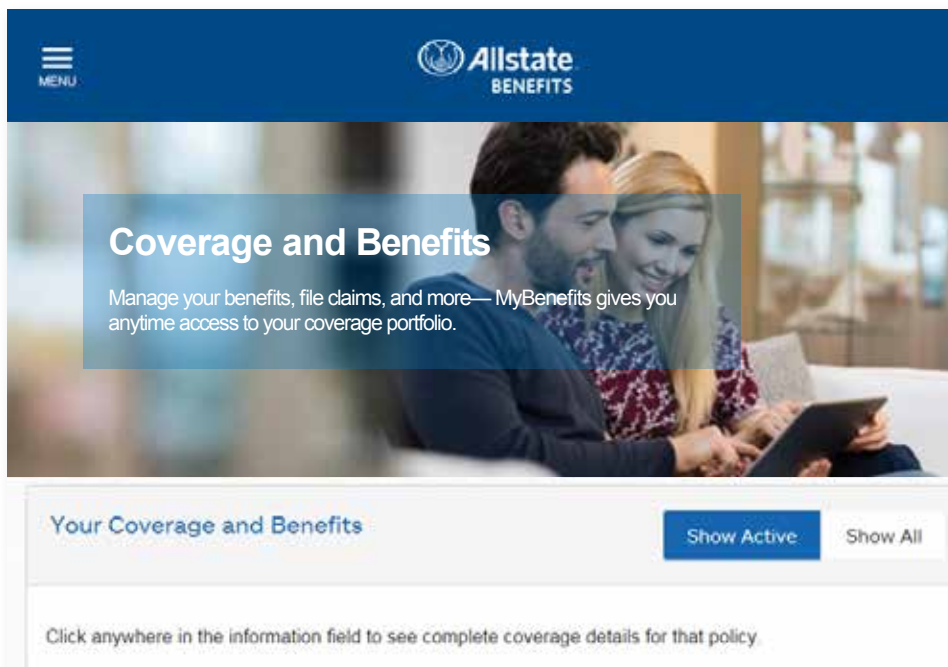 MENU
Allstate
BENEFITS
Coverage and Benefits
Manage your benefits, file claims, and more— MyBenefits gives you
anytime access to your coverage portfolio.
Your Coverage and Benefits
Show Active
Show All
Click anywhere in the information field to see complete coverage details for that policy.